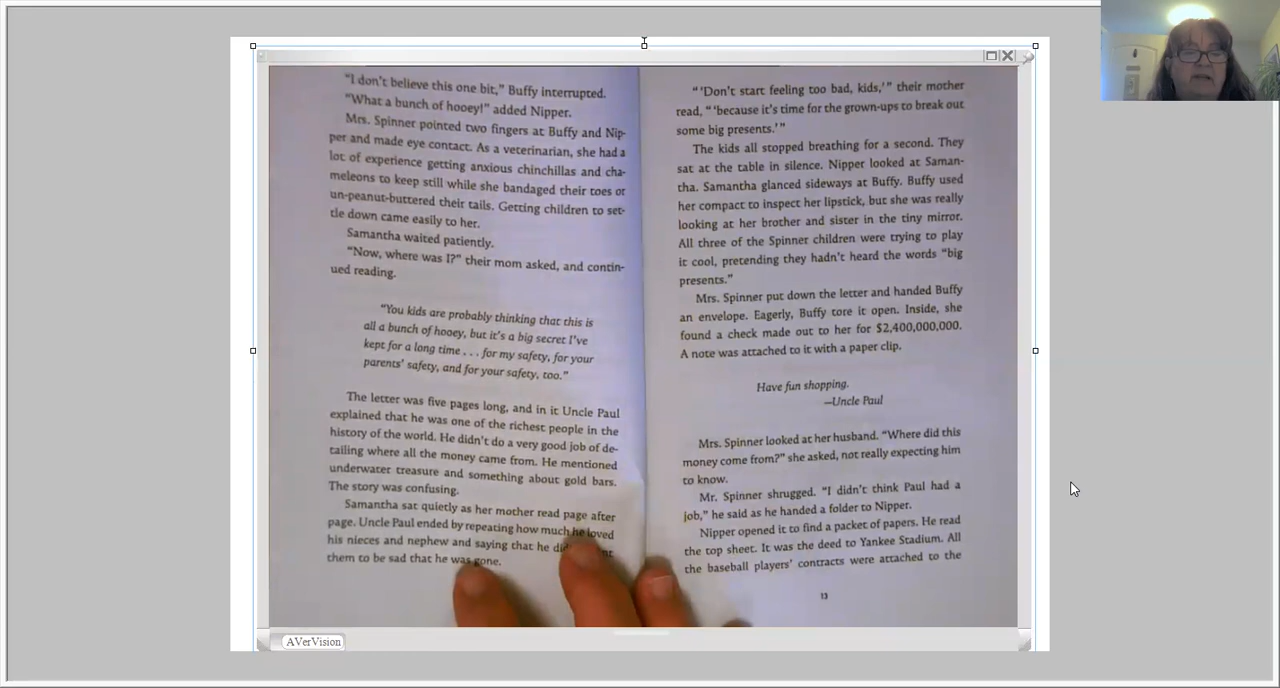 "I don't believe this one bit," Buffy interrupted.
"What a bunch of hooey!" added Nipper.
Mrs. Spinner pointed two fingers at Buffy and Nip-
per and made eye contact. As a veterinarian, she had a
lot of experience getting anxious chinchillas and cha-
meleons to keep still while she bandaged their toes or
un-peanut-buttered their tails. Getting children to set-
tle down came easily to her.
Samantha waited patiently.
"Now, where was I?" their mom asked, and contin-
ued reading.
"You kids are probably thinking that this is
all a bunch of hooey, but it's a big secret I've
kept for a long time . . . for my safety, for your
parents' safety, and for your safety, too."
The letter was five pages long, and in it Uncle Paul
explained that he was one of the richest people in the
history of the world. He didn't do a very good job of de-
tailing where all the money came from. He mentioned
underwater treasure and something about gold bars.
The story was confusing.
Samantha sat quietly as her mother read page after
page. Uncle Paul ended by repeating how much he loved
his nieces and nephew and saying that he
them to be sad that he was gone.
"'Don't start feeling too bad, kids,'" their mother
read, "'because it's time for the grown-ups to break out
some big presents.'"
The kids all stopped breathing for a second. They
sat at the table in silence. Nipper looked at Saman-
tha. Samantha glanced sideways at Buffy. Buffy used
her compact to inspect her lipstick, but she was really
looking at her brother and sister in the tiny mirror.
All three of the Spinner children were trying to play
it cool, pretending they hadn't heard the words "big
presents."
Mrs. Spinner put down the letter and handed Buffy
an envelope. Eagerly, Buffy tore it open. Inside, she
found a check made out to her for $2,400,000,000.
A note was attached to it with a paper clip.
Have fun shopping.
—Uncle Paul
Mrs. Spinner looked at her husband. "Where did this
money come from?" she asked, not really expecting him
to know.
Mr. Spinner shrugged. "I didn't think Paul had a
job," he said as he handed a folder to Nipper.
Nipper opened it to find a packet of papers. He read
the top sheet. It was the deed to Yankee Stadium. All
the baseball players' contracts were attached to the
13
AVerVision